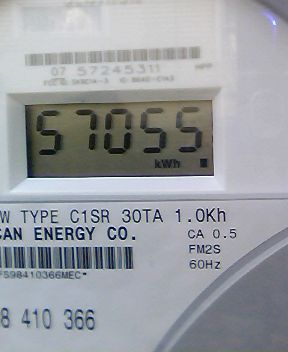 07 57245311
57055
kWh
W TYPE C1SR 30TA 1.0Kh
CAN ENERGY CO.
CA 0.5
FM2S
60Hz
FS98410366MEC*
8 410 366